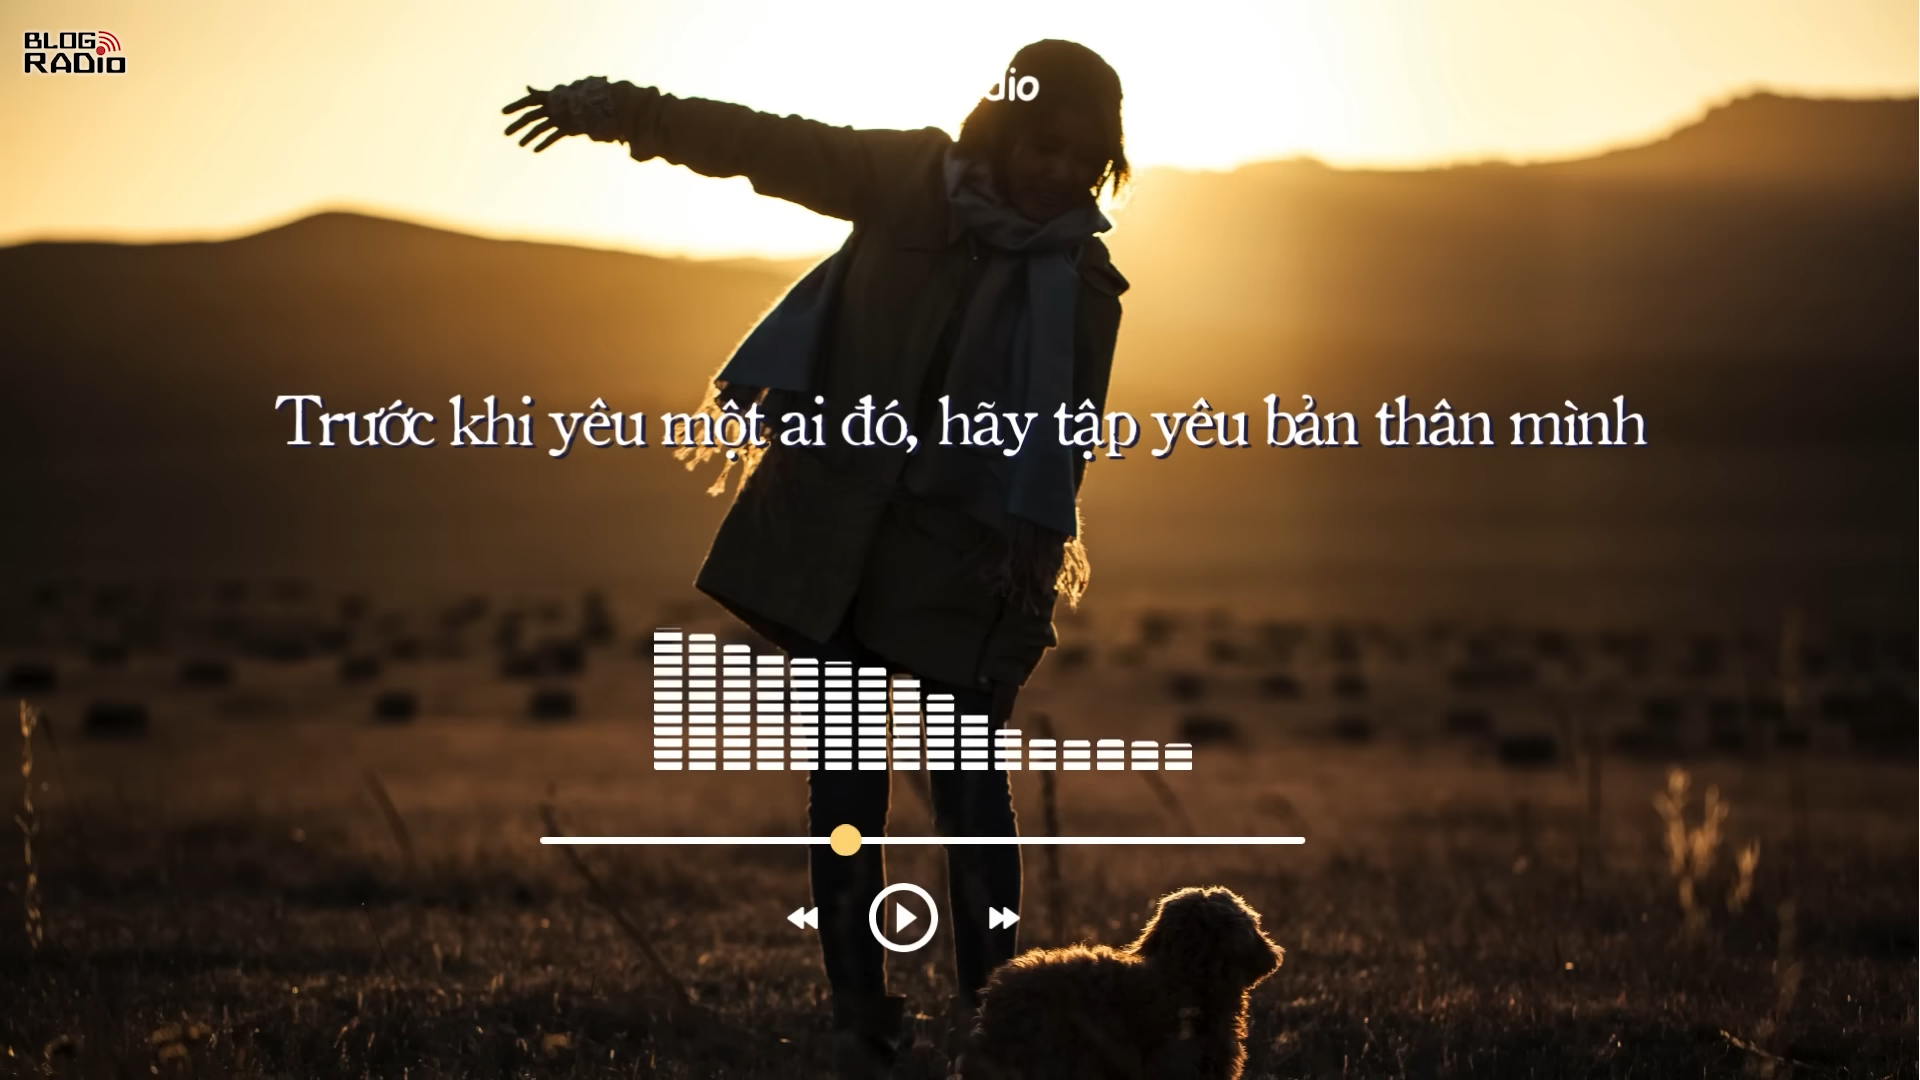 BLOG
RADIO
Trước khi yêu một ai đó, hãy tập yêu bản thân mình